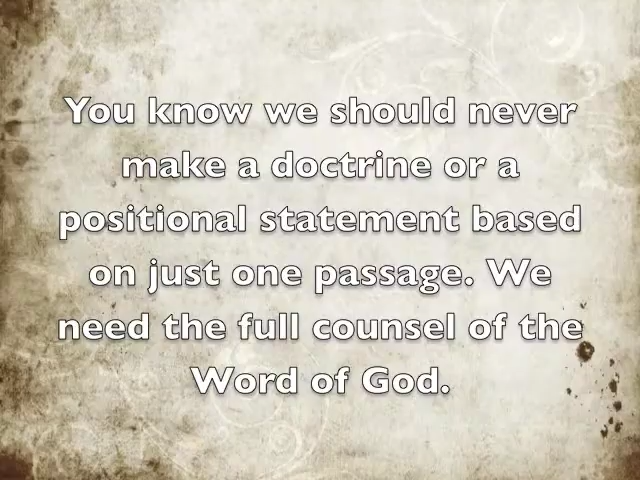 You know we should never
make a doctrine or a
positional statement based
on just one passage. We
need the full counsel of the
Word of God.